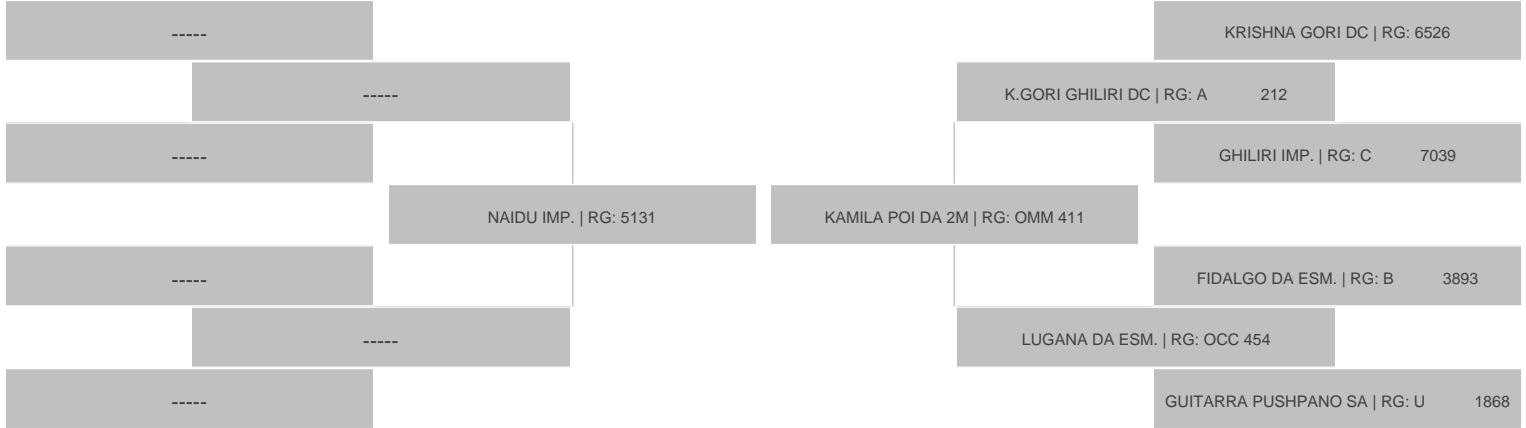 -----
KRISHNA GORI DC | RG: 6526
-----
K.GORI GHILIRI DC | RG: A 212
-----
GHILIRI IMP. | RG: C 7039
NAIDU IMP. | RG: 5131
KAMILA POI DA 2M | RG: OMM 411
-----
FIDALGO DA ESM. | RG: B 3893
-----
LUGANA DA ESM. | RG: OCC 454
-----
GUITARRA PUSHPANO SA | RG: U 1868